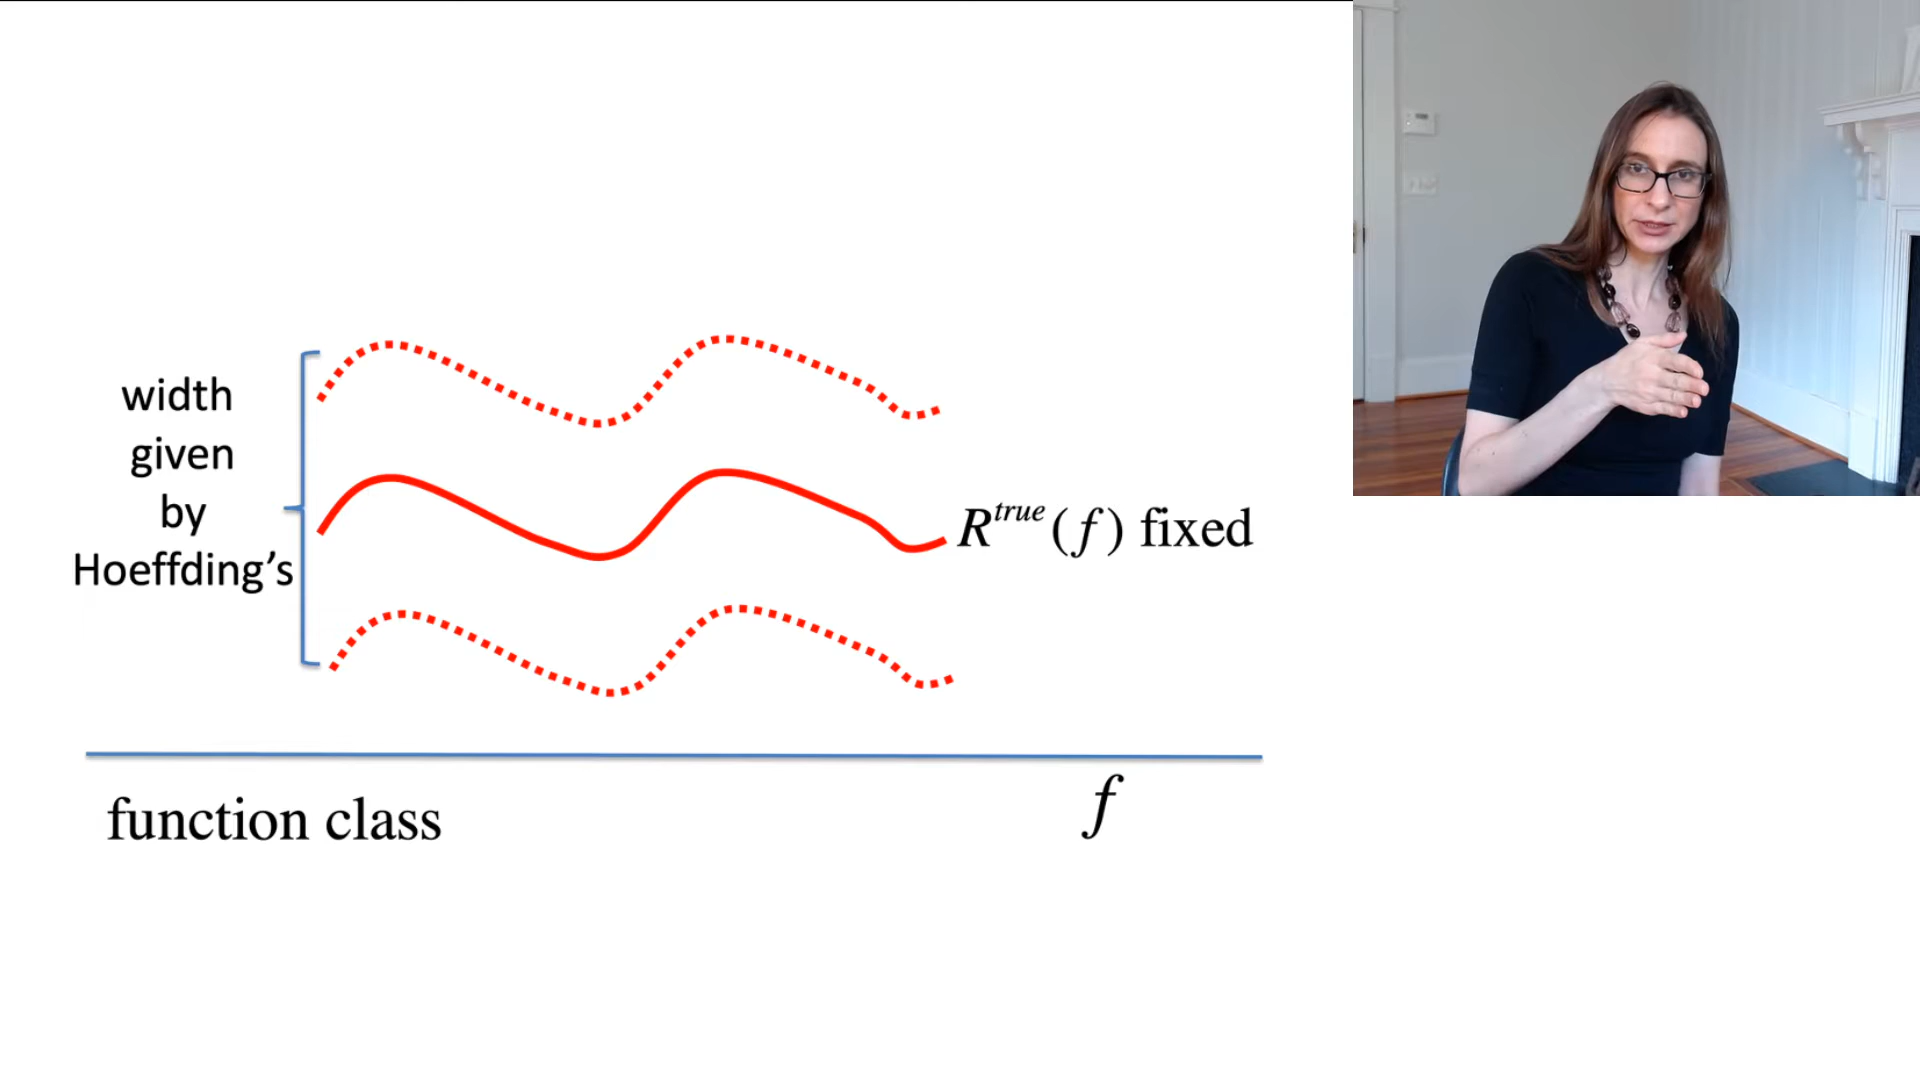 width
given
by
Hoeffding’s
R^{true}(f) fixed
function class
f